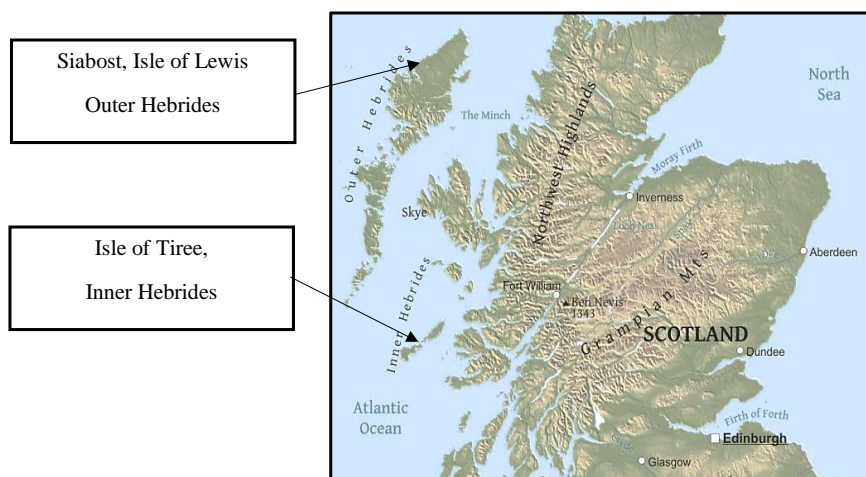 Siabost, Isle of Lewis
Outer Hebrides
Isle of Tiree,
Inner Hebrides
North
Sea
Outer Hebrides
The Minch
Northwest Highlands
Moray Firth
Skye
Inverness
Loch Ness
Spey
Aberdeen
Dee
Inner Hebrides
Fort William
Ben Nevis
1343
Grampian Mts
SCOTLAND
Dundee
Atlantic
Ocean
Firth of Forth
Edinburgh
Clyde
Glasgow